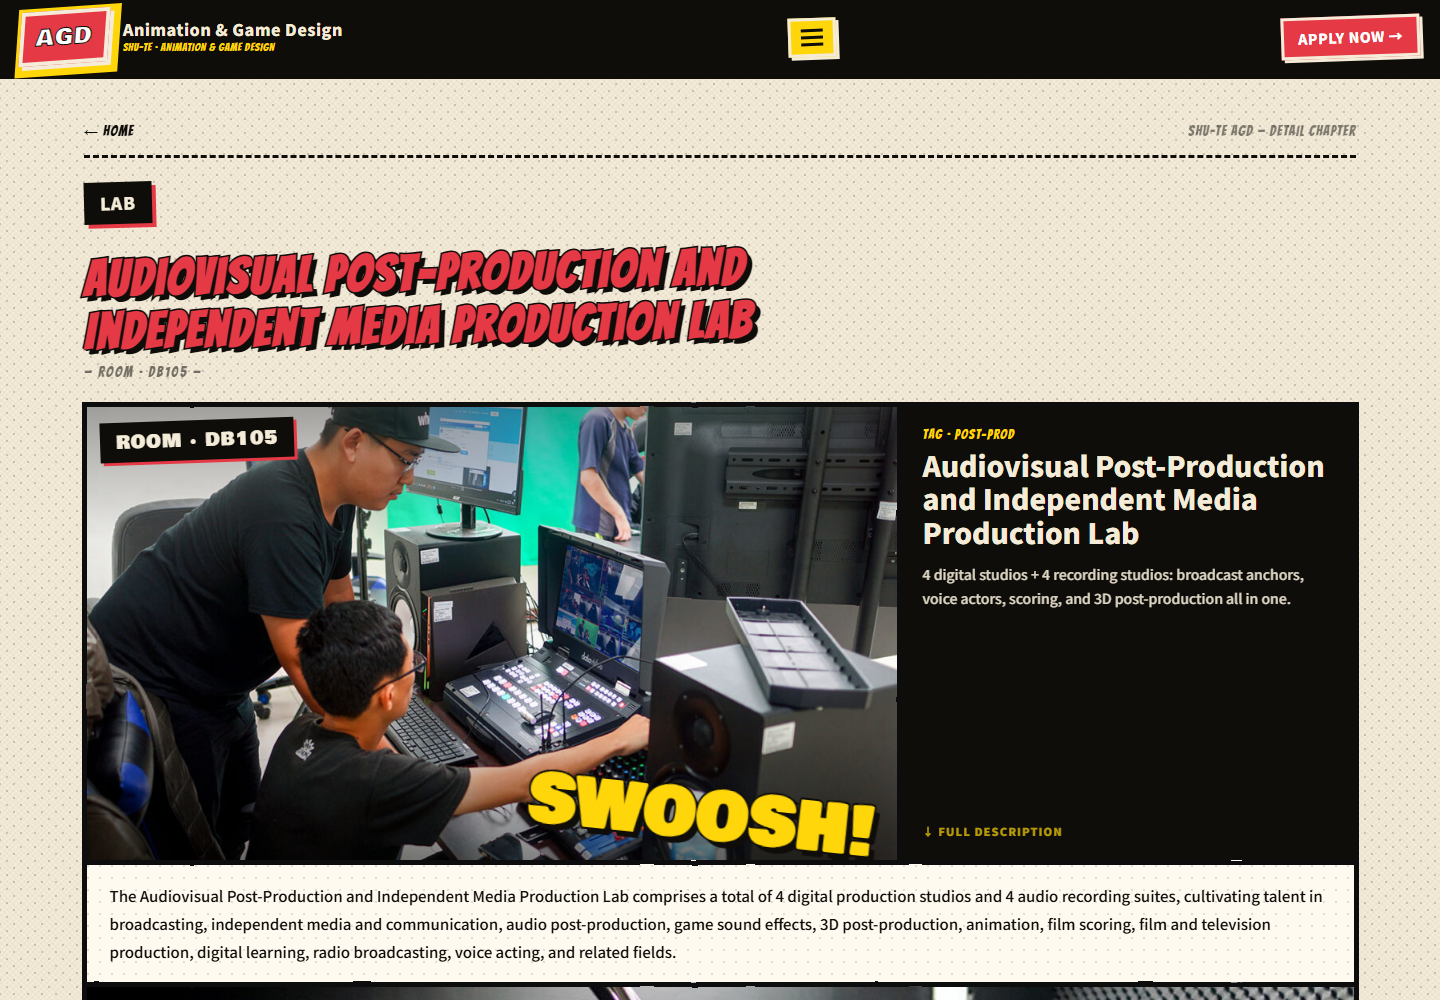 AGD
Animation & Game Design
SHU-TE · ANIMATION & GAME DESIGN
APPLY NOW →
← HOME
SHU-TE AGD — DETAIL CHAPTER
LAB
AUDIOVISUAL POST-PRODUCTION AND
INDEPENDENT MEDIA PRODUCTION LAB
— ROOM · DB105 —
ROOM · DB105
SWOOSH!
TAG · POST-PROD
Audiovisual Post-Production
and Independent Media
Production Lab
4 digital studios + 4 recording studios: broadcast anchors,
voice actors, scoring, and 3D post-production all in one.
↓ FULL DESCRIPTION
The Audiovisual Post-Production and Independent Media Production Lab comprises a total of 4 digital production studios and 4 audio recording suites, cultivating talent in
broadcasting, independent media and communication, audio post-production, game sound effects, 3D post-production, animation, film scoring, film and television
production, digital learning, radio broadcasting, voice acting, and related fields.